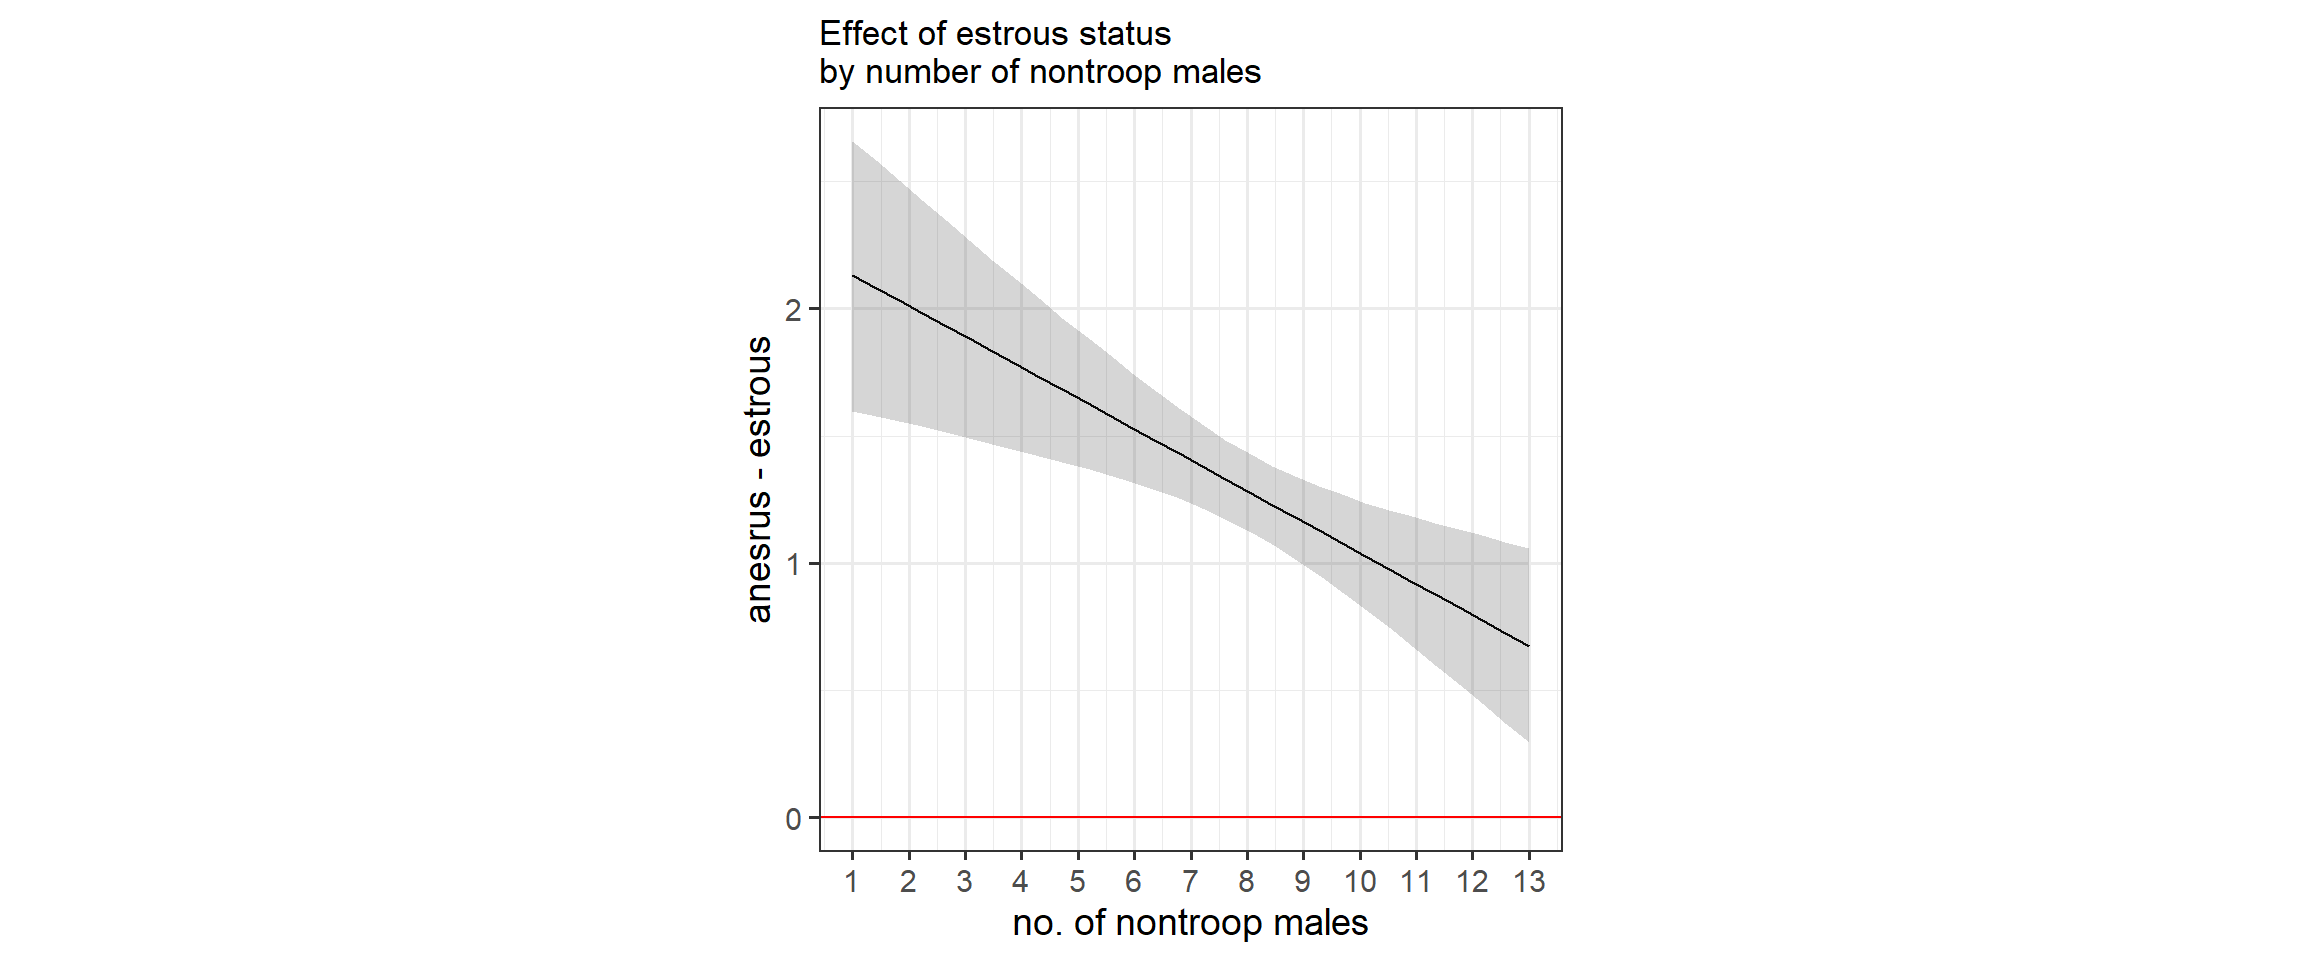 Effect of estrous status
by number of nontroop males
anesrus - estrous
2
1
0
1 2 3 4 5 6 7 8 9 10 11 12 13
no. of nontroop males